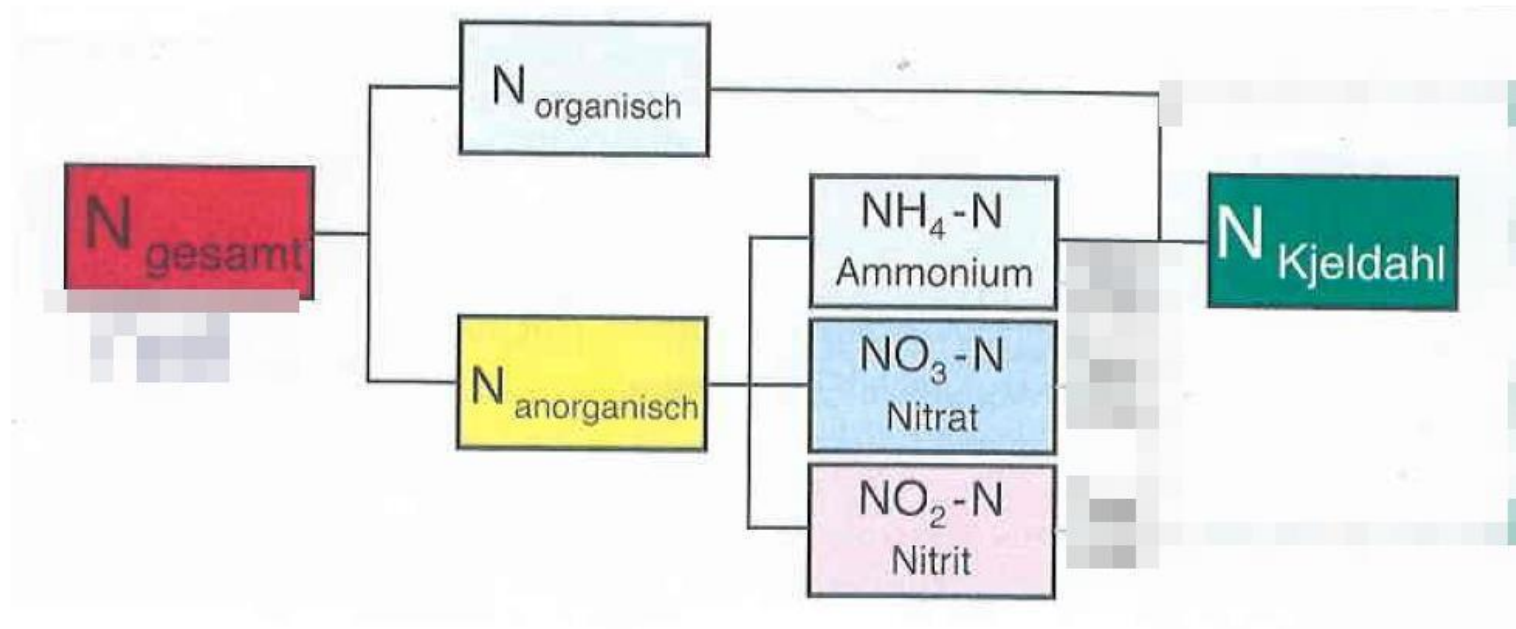 N organisch
N gesamt
NH₄-N
Ammonium
N Kjeldahl
NO₃-N
Nitrat
N anorganisch
NO₂-N
Nitrit